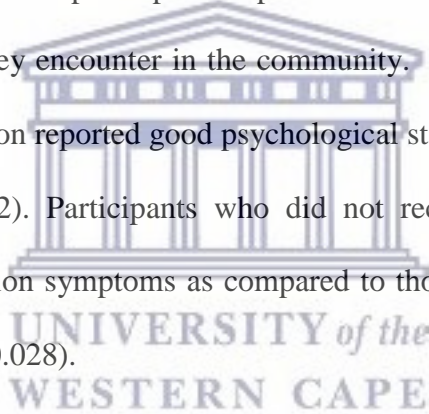 ey encounter in the community.
on reported good psychological st
2). Participants who did not rec
ion symptoms as compared to tho
UNIVERSITY of the
0.028).
WESTERN CAPE